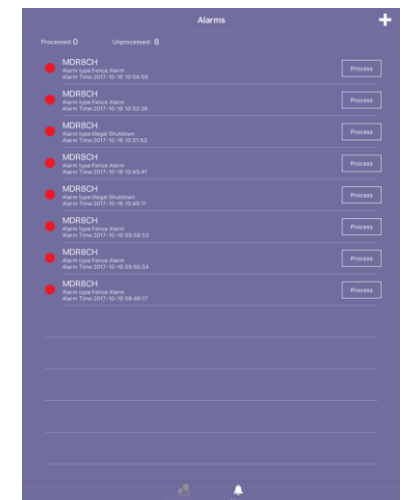 Alarms
Processed: 0 Unprocessed: 8
MDR8CH
Alarm type:Fence Alarm
Alarm Time:2017-10-16 10:54:59
Process
MDR8CH
Alarm type:Fence Alarm
Alarm Time:2017-10-16 10:52:28
Process
MDR8CH
Alarm type:Illegal Shutdown
Alarm Time:2017-10-16 10:51:53
Process
MDR8CH
Alarm type:Fence Alarm
Alarm Time:2017-10-16 10:45:41
Process
MDR8CH
Alarm type:Illegal Shutdown
Alarm Time:2017-10-16 10:45:11
Process
MDR8CH
Alarm type:Fence Alarm
Alarm Time:2017-10-16 09:58:53
Process
MDR8CH
Alarm type:Fence Alarm
Alarm Time:2017-10-16 09:55:34
Process
MDR8CH
Alarm type:Fence Alarm
Alarm Time:2017-10-16 09:49:17
Process